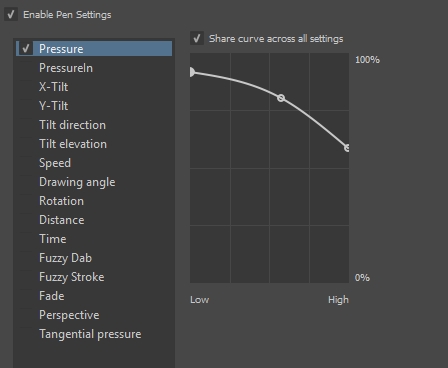 Enable Pen Settings
Pressure
PressureIn
X-Tilt
Y-Tilt
Tilt direction
Tilt elevation
Speed
Drawing angle
Rotation
Distance
Time
Fuzzy Dab
Fuzzy Stroke
Fade
Perspective
Tangential pressure
Share curve across all settings
100%
0%
Low High